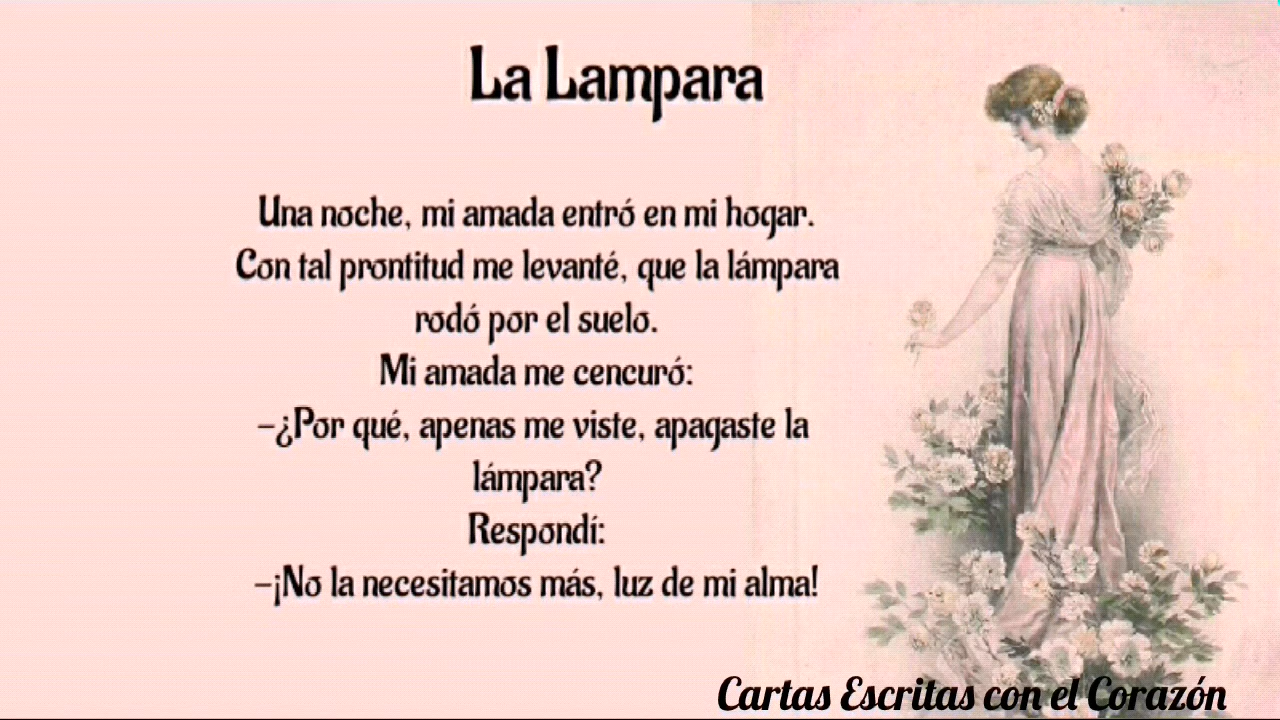 La Lampara
Una noche, mi amada entró en mi hogar.
Con tal prontitud me levanté, que la lámpara
rodó por el suelo.
Mi amada me cencuró:
–¿Por qué, apenas me viste, apagaste la
lámpara?
Respondí:
–¡No la necesitamos más, luz de mi alma!
Cartas Escritas con el Corazón